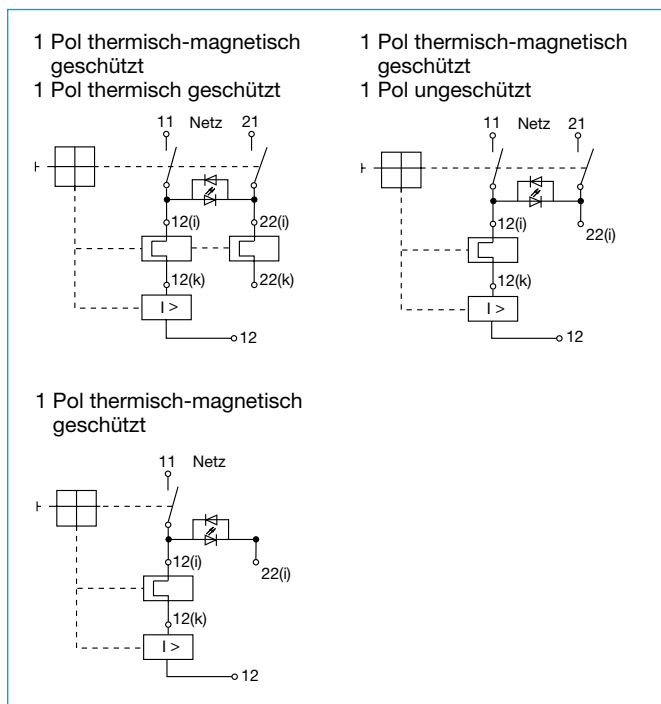 1 Pol thermisch-magnetisch
geschützt
1 Pol thermisch geschützt
11 Netz 21
12(i) 22(i)
12(k) 22(k)
I >
12
1 Pol thermisch-magnetisch
geschützt
1 Pol ungeschützt
11 Netz 21
12(i)
22(i)
12(k)
I >
12
1 Pol thermisch-magnetisch
geschützt
11 Netz
12(i)
22(i)
12(k)
I >
12